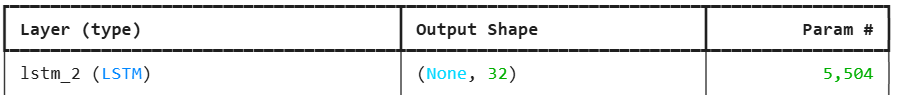 Layer (type) Output Shape Param #
lstm_2 (LSTM) (None, 32) 5,504